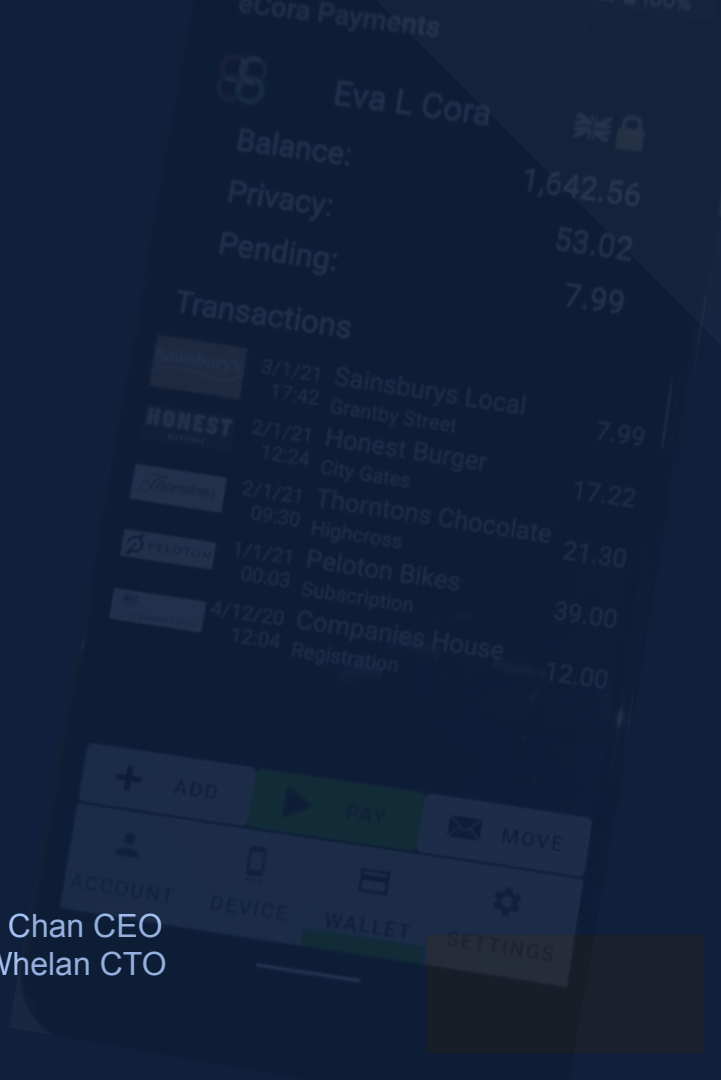 100%
eCora Payments
Eva L Cora
Balance: 1,642.56
Privacy: 53.02
Pending: 7.99
Transactions
Sainsbury's 3/1/21 Sainsburys Local
17:42 Grantby Street 7.99
HONEST 2/1/21 Honest Burger
BURGERS 12:24 City Gates 17.22
Thorntons 2/1/21 Thorntons Chocolate
09:30 Highcross 21.30
PELOTON 1/1/21 Peloton Bikes
00:03 Subscription 39.00
4/12/20 Companies House
12:04 Registration 12.00
ADD PAY MOVE
ACCOUNT DEVICE WALLET SETTINGS
Chan CEO
Whelan CTO